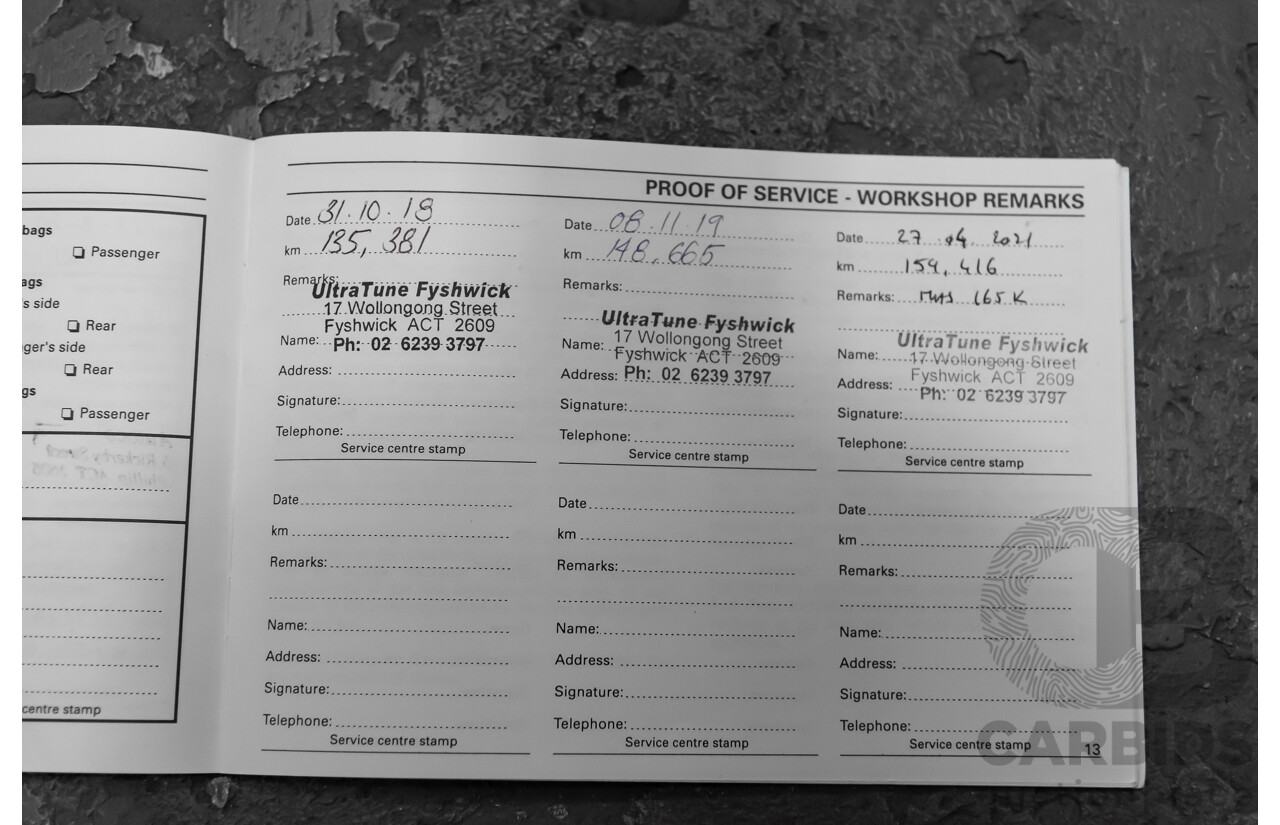 bags
Passenger
ags
s side
Rear
ger's side
Rear
gs
Passenger
centre stamp
PROOF OF SERVICE - WORKSHOP REMARKS
Date 31.10.18
km 135,381
Remarks:
UltraTune Fyshwick
17 Wollongong Street
Fyshwick ACT 2609
Name: Ph: 02 6239 3797
Address:
Signature:
Telephone:
Service centre stamp
Date 08.11.19
km 148,665
Remarks:
UltraTune Fyshwick
17 Wollongong Street
Name: Fyshwick ACT 2609
Address: Ph: 02 6239 3797
Signature:
Telephone:
Service centre stamp
Date 27 04 2021
km 159,416
Remarks: 165 K
UltraTune Fyshwick
Name: 17 Wollongong Street
Fyshwick ACT 2609
Address: Ph: 02 6239 3797
Signature:
Telephone:
Service centre stamp
Date
km
Remarks:
Name:
Address:
Signature:
Telephone:
Service centre stamp
Date
km
Remarks:
Name:
Address:
Signature:
Telephone:
Service centre stamp
Date
km
Remarks:
Name:
Address:
Signature:
Telephone:
Service centre stamp
13
CARBIDS